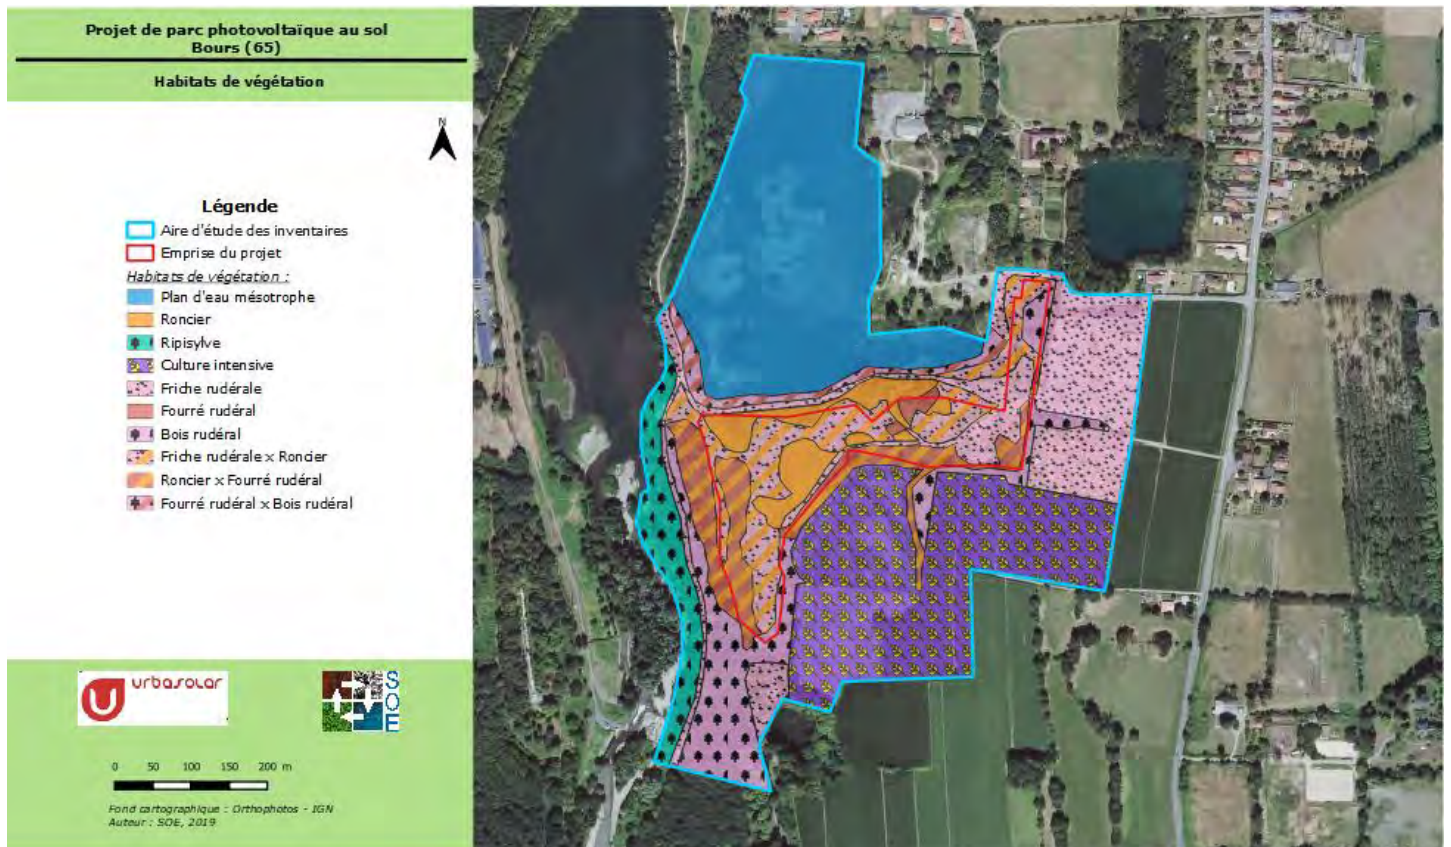 Projet de parc photovoltaïque au sol
Bours (65)
Habitats de végétation
N
Légende
Aire d'étude des inventaires
Emprise du projet
Habitats de végétation :
Plan d'eau mésotrophe
Roncier
Ripisylve
Culture intensive
Friche rudérale
Fourré rudéral
Bois rudéral
Friche rudérale x Roncier
Roncier x Fourré rudéral
Fourré rudéral x Bois rudéral
urbasolar
SOE
0 50 100 150 200 m
Fond cartographique : Orthophotos - IGN
Auteur : SOE, 2019